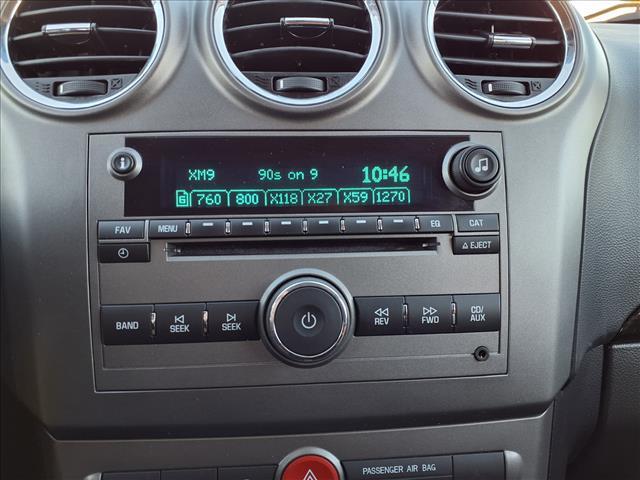 XM9 90s on 9 10:46
6 760 800 X118 X27 X59 1270
FAV MENU EQ CAT
EJECT
BAND SEEK SEEK REV FWD CD/
AUX
PASSENGER AIR BAG